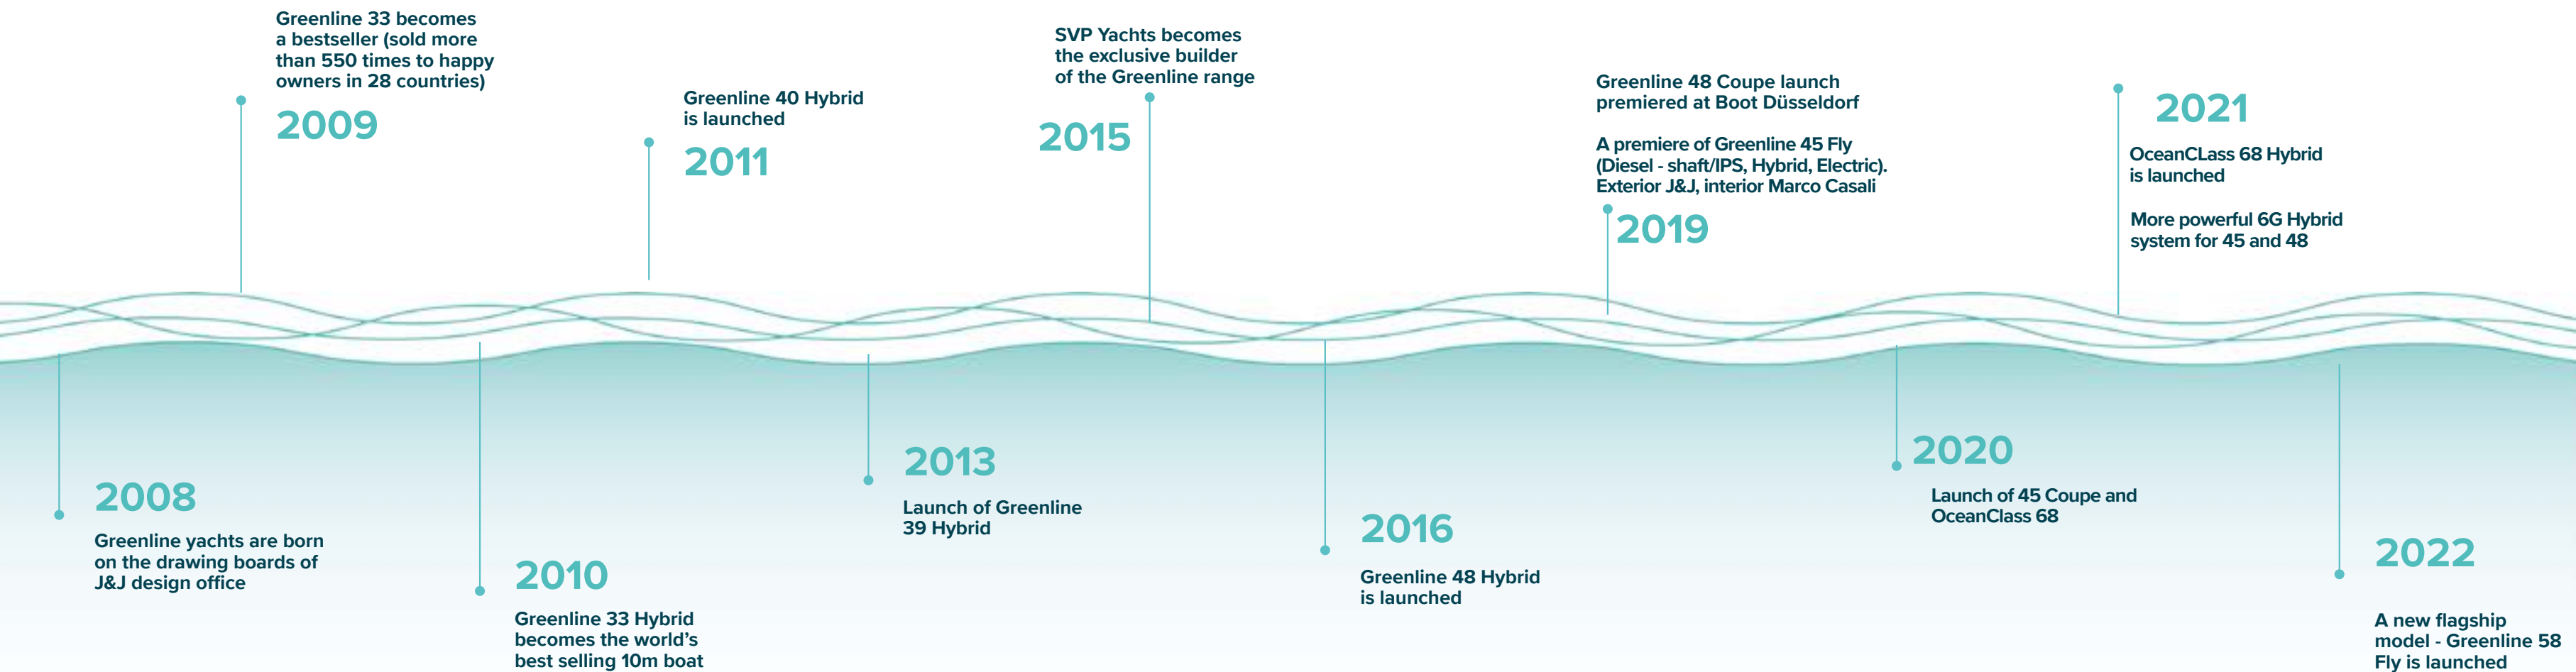 Greenline 33 becomes
a bestseller (sold more
than 550 times to happy
owners in 28 countries)
2009
Greenline 40 Hybrid
is launched
2011
SVP Yachts becomes
the exclusive builder
of the Greenline range
2015
Greenline 48 Coupe launch
premiered at Boot Düsseldorf
A premiere of Greenline 45 Fly
(Diesel - shaft/IPS, Hybrid, Electric).
Exterior J&J, interior Marco Casali
2019
2021
OceanCLass 68 Hybrid
is launched
More powerful 6G Hybrid
system for 45 and 48
2008
Greenline yachts are born
on the drawing boards of
J&J design office
2010
Greenline 33 Hybrid
becomes the world's
best selling 10m boat
2013
Launch of Greenline
39 Hybrid
2016
Greenline 48 Hybrid
is launched
2020
Launch of 45 Coupe and
OceanClass 68
2022
A new flagship
model - Greenline 58
Fly is launched